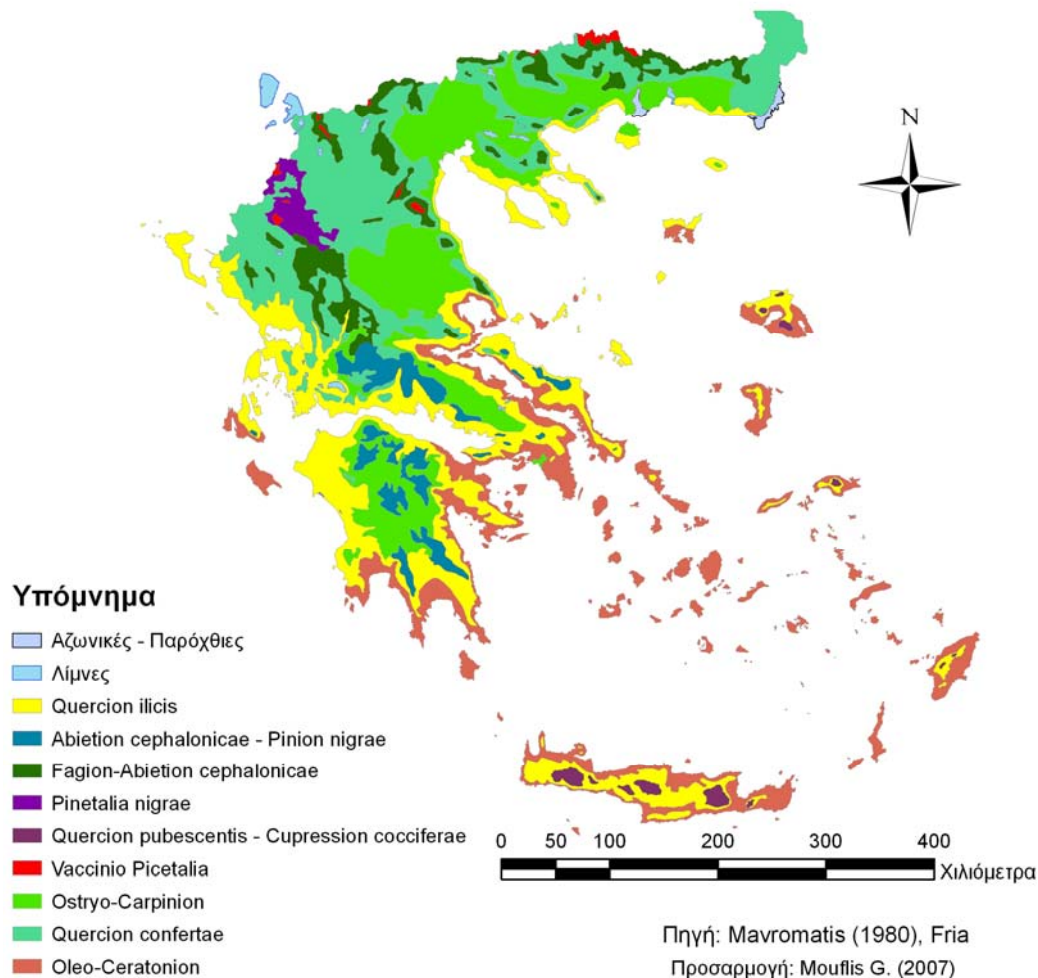 N
Υπόμνημα
Αζωνικές - Παρόχθιες
Λίμνες
Quercion ilicis
Abietion cephalonicae - Pinion nigrae
Fagion-Abietion cephalonicae
Pinetalia nigrae
Quercion pubescentis - Cupression cocciferae
Vaccinio Picetalia
Ostryo-Carpinion
Quercion confertae
Oleo-Ceratonion
0 50 100 200 300 400
Χιλιόμετρα
Πηγή: Mavromatis (1980), Fria
Προσαρμογή: Mouflis G. (2007)